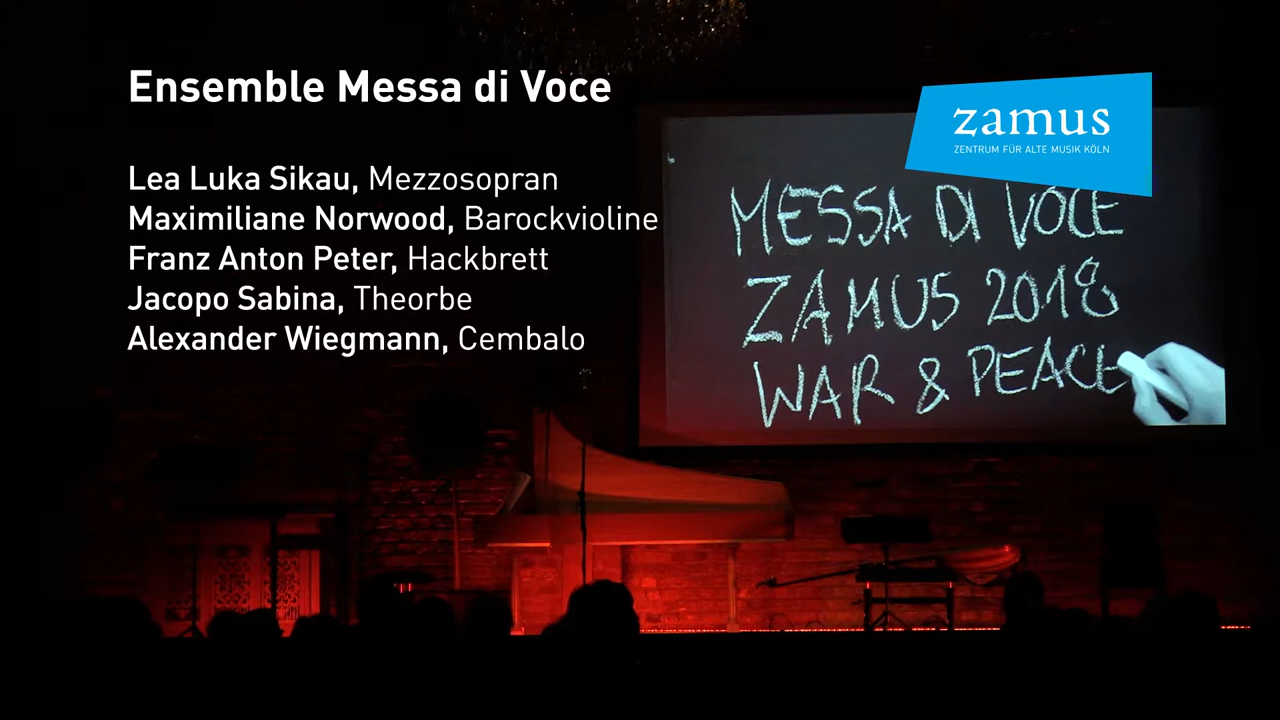 Ensemble Messa di Voce
Lea Luka Sikau, Mezzosopran
Maximiliane Norwood, Barockvioline
Franz Anton Peter, Hackbrett
Jacopo Sabina, Theorbe
Alexander Wiegmann, Cembalo
zamus
ZENTRUM FÜR ALTE MUSIK KÖLN
MESSA DI VOCE
ZAMUS 2018
WAR & PEACE